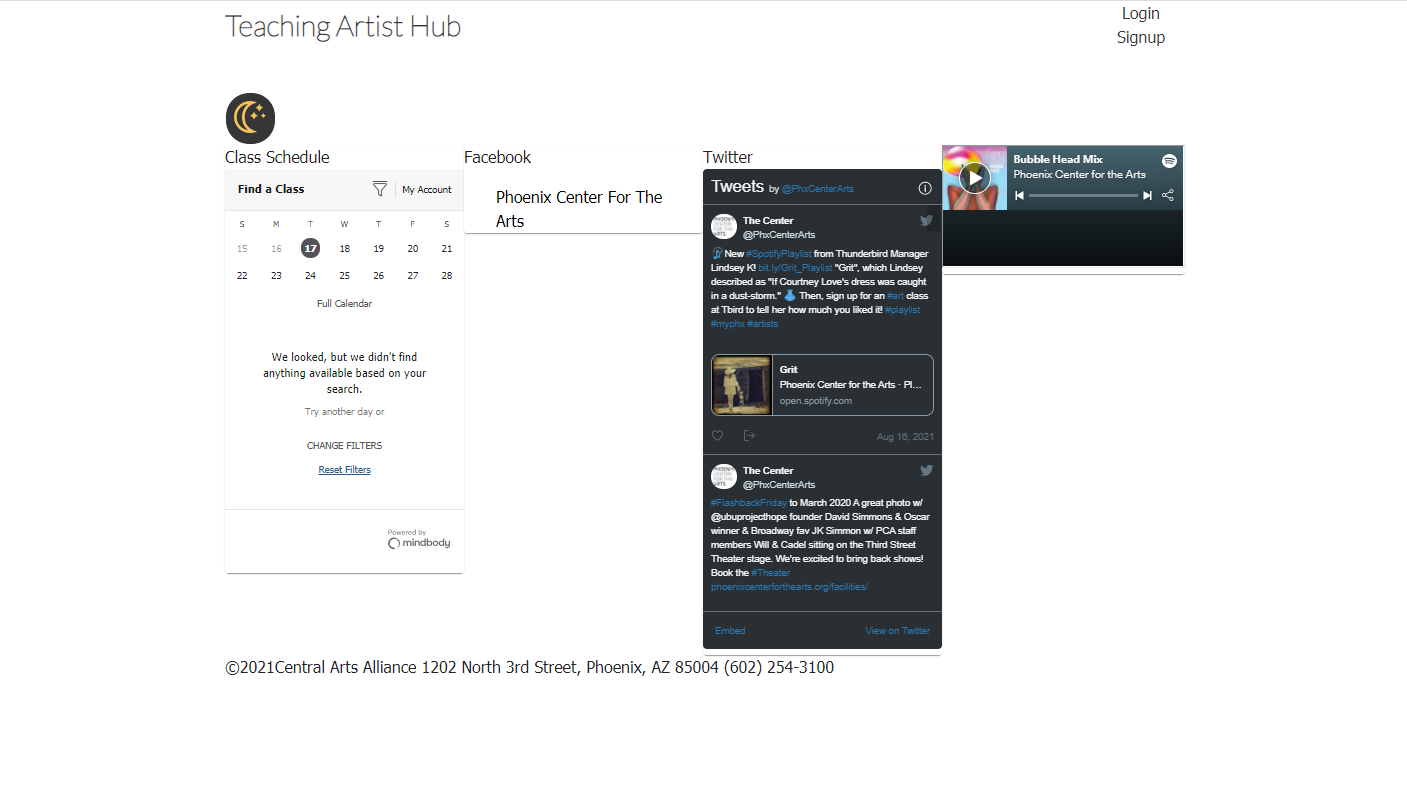 Teaching Artist Hub
Login
Signup
Class Schedule
Find a Class
My Account
S M T W T F S
15 16 17 18 19 20 21
22 23 24 25 26 27 28
Full Calendar
We looked, but we didn't find
anything available based on your
search.
Try another day or
CHANGE FILTERS
Reset Filters
Powered by
mindbody
Facebook
Phoenix Center For The
Arts
Twitter
Tweets by @PhxCenterArts
The Center
@PhxCenterArts
New #SpotifyPlaylist from Thunderbird Manager
Lindsey K! bit.ly/Grit_Playlist "Grit", which Lindsey
described as "If Courtney Love's dress was caught
in a dust-storm." 👗 Then, sign up for an #art class
at Tbird to tell her how much you liked it! #playlist
#myphx #artists
Grit
Phoenix Center for the Arts · Pl...
open.spotify.com
Aug 16, 2021
The Center
@PhxCenterArts
#FlashbackFriday to March 2020 A great photo w/
@ubuprojecthope founder David Simmons & Oscar
winner & Broadway fav JK Simmon w/ PCA staff
members Will & Cadel sitting on the Third Street
Theater stage. We're excited to bring back shows!
Book the #Theater
phoenixcenterforthearts.org/facilities/
Embed
View on Twitter
Bubble Head Mix
Phoenix Center for the Arts
©2021Central Arts Alliance 1202 North 3rd Street, Phoenix, AZ 85004 (602) 254-3100